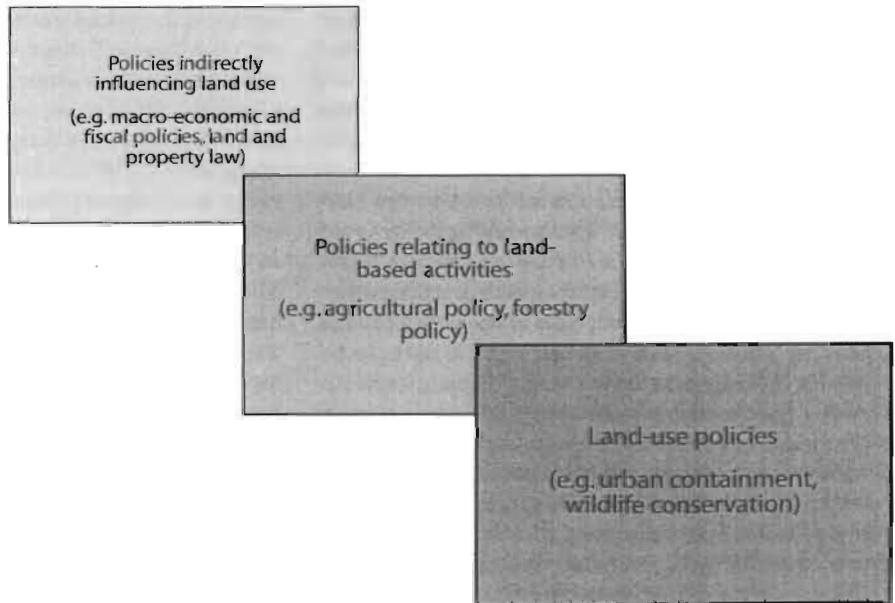 Policies indirectly
influencing land use
(e.g. macro-economic and
fiscal policies, land and
property law)
Policies relating to land-
based activities
(e.g. agricultural policy, forestry
policy)
Land-use policies
(e.g. urban containment,
wildlife conservation)